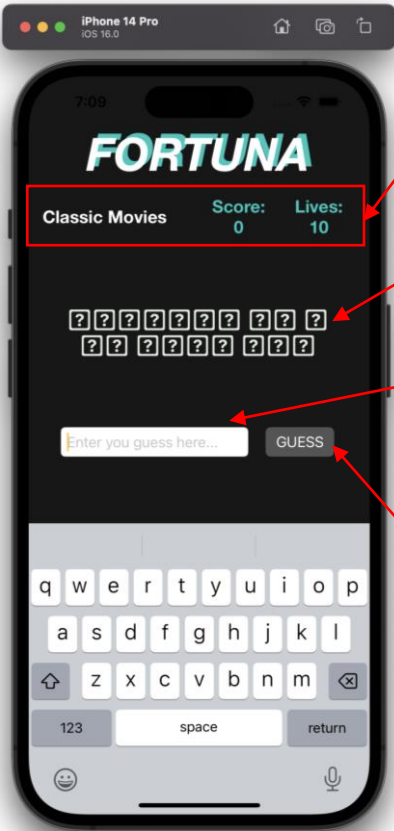 iPhone 14 Pro
iOS 16.0
7:09
FORTUNA
Classic Movies
Score:
0
Lives:
10
??????? ?? ?
?? ???? ???
Enter you guess here...
GUESS
q w e r t y u i o p
a s d f g h j k l
z x c v b n m
123 space return